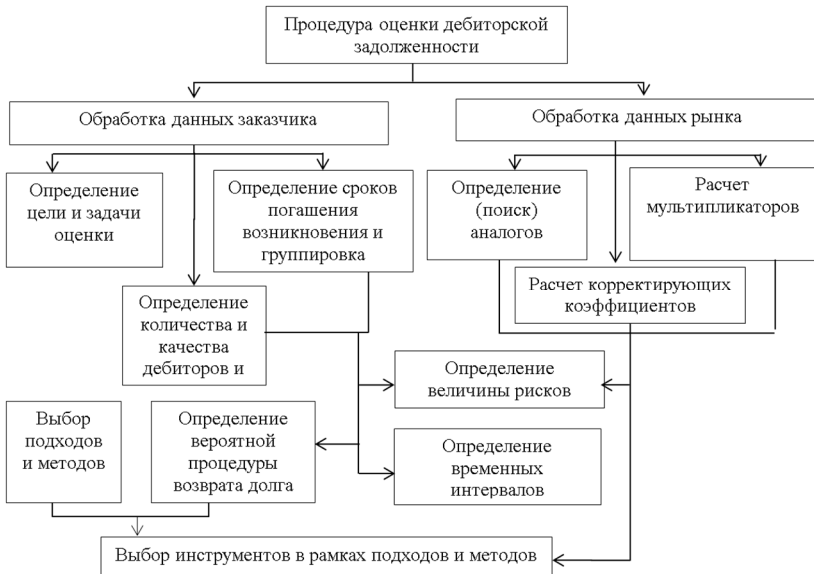 Процедура оценки дебиторской
задолженности
Обработка данных заказчика
Обработка данных рынка
Определение
цели и задачи
оценки
Определение сроков
погашения
возникновения и
группировка
Определение
(поиск)
аналогов
Расчет
мультипликаторов
Определение
количества и
качества
дебиторов и
Расчет корректирующих
коэффициентов
Определение
величины рисков
Выбор
подходов
и методов
Определение
вероятной
процедуры
возврата долга
Определение
временных
интервалов
Выбор инструментов в рамках подходов и методов